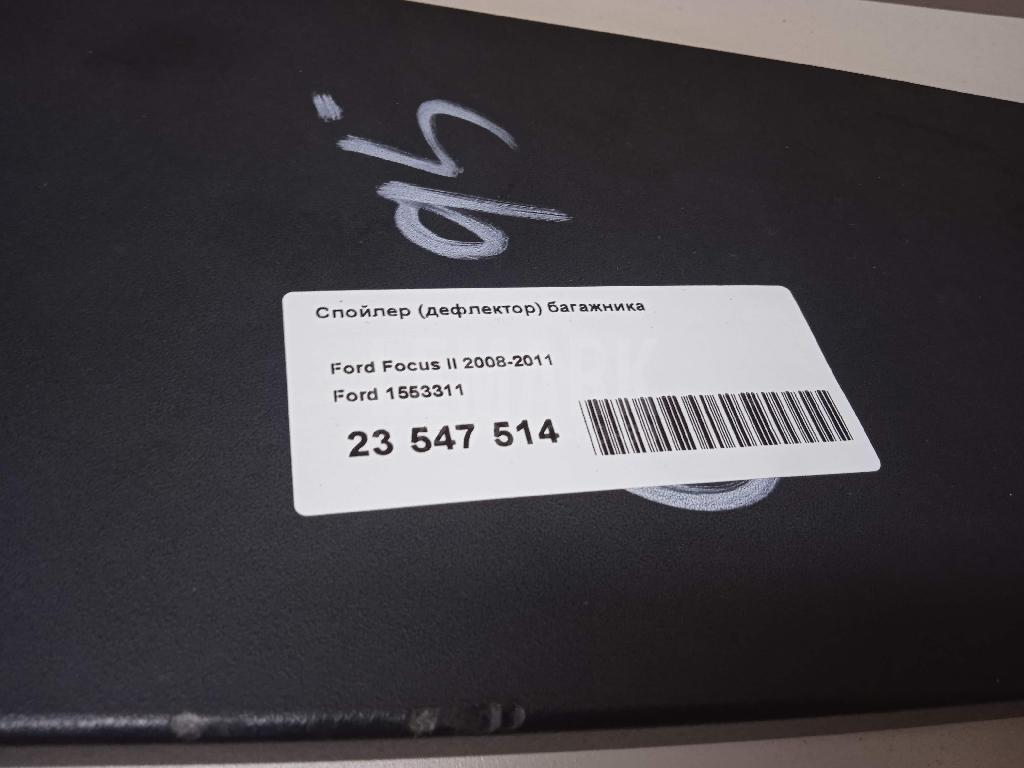 Спойлер (дефлектор) багажника
Ford Focus II 2008-2011
Ford 1553311
23 547 514